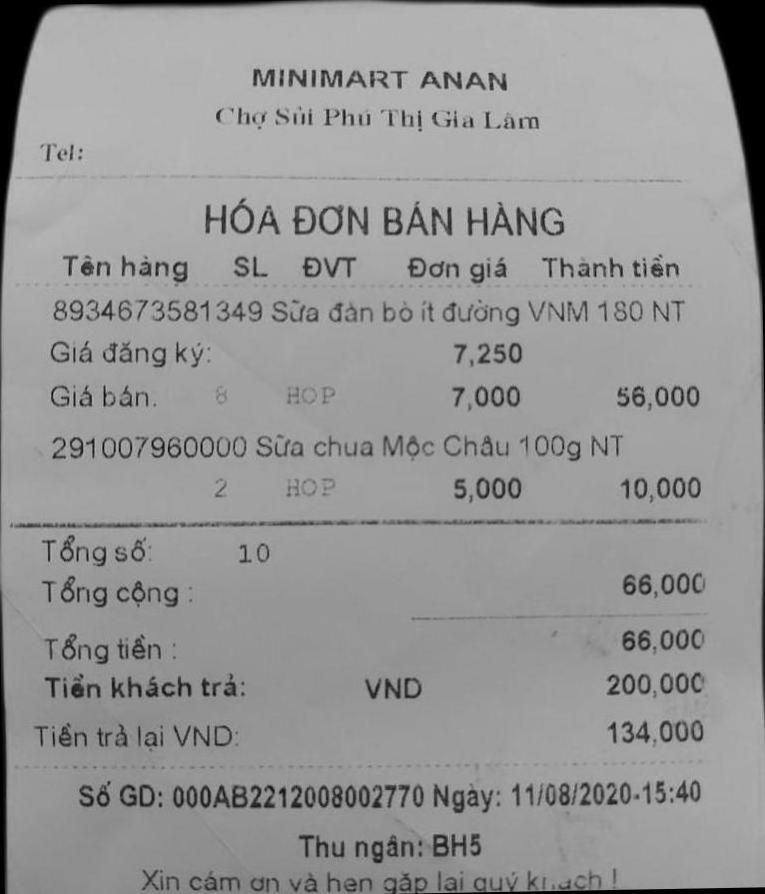 MINIMART ANAN
Chợ Sủi Phú Thị Gia Lâm
Tel:
HÓA ĐƠN BÁN HÀNG
Tên hàng SL ĐVT Đơn giá Thành tiền
8934673581349 Sữa đàn bò ít đường VNM 180 NT
Giá đăng ký: 7,250
Giá bán. 8 HOP 7,000 56,000
291007960000 Sữa chua Mộc Châu 100g NT
2 HOP 5,000 10,000
Tổng số: 10
Tổng cộng : 66,000
Tổng tiền : 66,000
Tiền khách trả: VND 200,000
Tiền trả lại VND: 134,000
Số GD: 000AB2212008002770 Ngày: 11/08/2020-15:40
Thu ngân: BH5
Xin cám ơn và hẹn gặp lại quý khách !